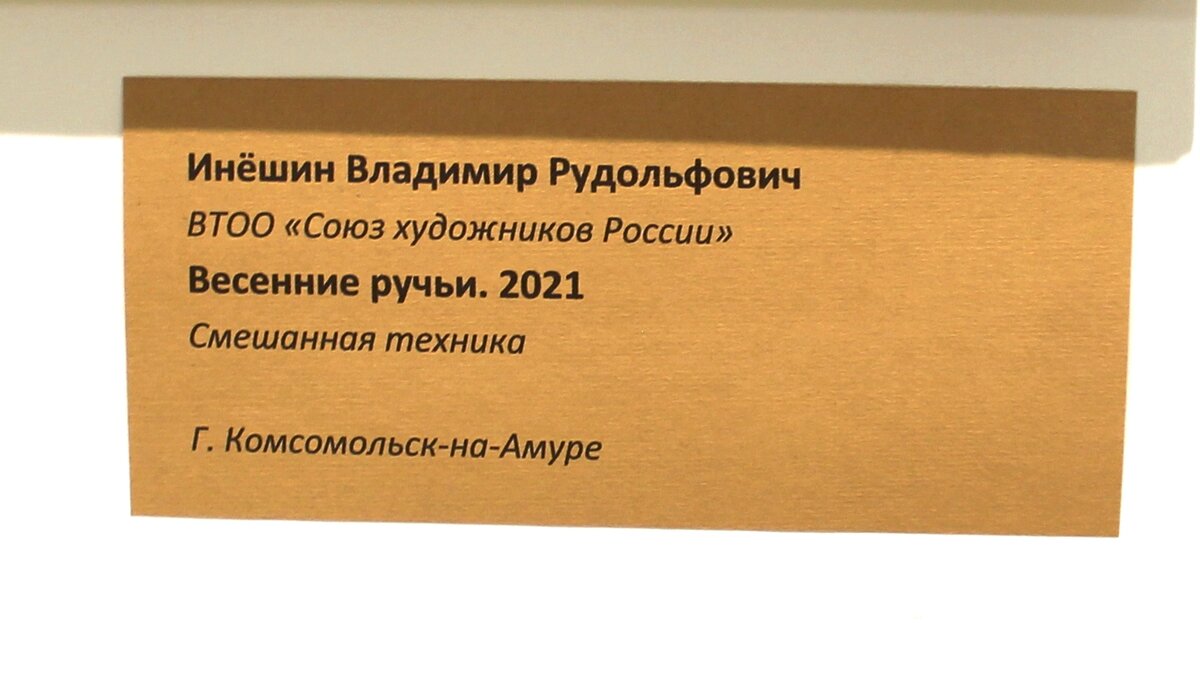 Инёшин Владимир Рудольфович
ВТОО «Союз художников России»
Весенние ручьи. 2021
Смешанная техника
Г. Комсомольск-на-Амуре